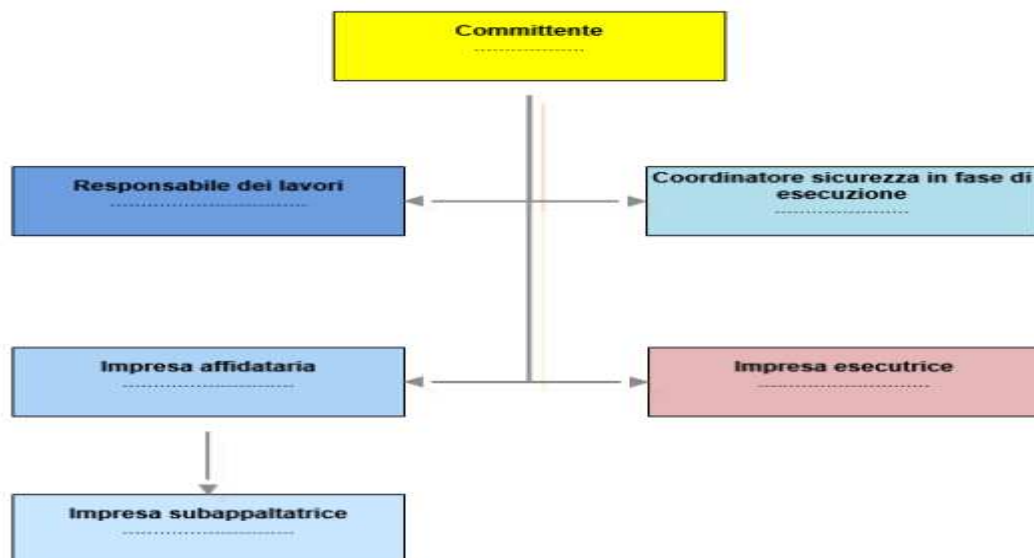 Committente
Responsabile dei lavori
Coordinatore sicurezza in fase di
esecuzione
Impresa affidataria
Impresa esecutrice
Impresa subappaltatrice